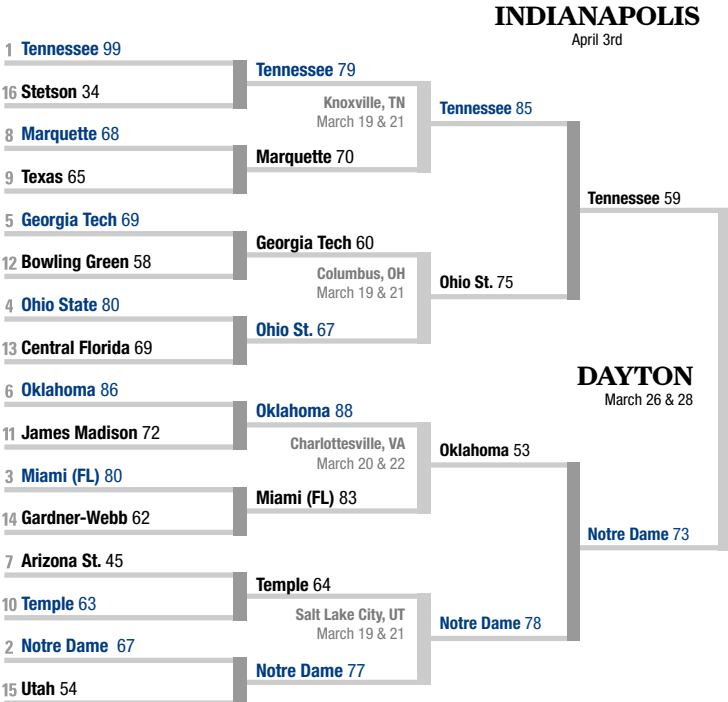 INDIANAPOLIS
April 3rd
1 Tennessee 99
16 Stetson 34
8 Marquette 68
9 Texas 65
5 Georgia Tech 69
12 Bowling Green 58
4 Ohio State 80
13 Central Florida 69
6 Oklahoma 86
11 James Madison 72
3 Miami (FL) 80
14 Gardner-Webb 62
7 Arizona St. 45
10 Temple 63
2 Notre Dame 67
15 Utah 54
Tennessee 79
Knoxville, TN
March 19 & 21
Marquette 70
Georgia Tech 60
Columbus, OH
March 19 & 21
Ohio St. 67
Oklahoma 88
Charlottesville, VA
March 20 & 22
Miami (FL) 83
Temple 64
Salt Lake City, UT
March 19 & 21
Notre Dame 77
Tennessee 85
Ohio St. 75
Oklahoma 53
Notre Dame 78
Tennessee 59
DAYTON
March 26 & 28
Notre Dame 73